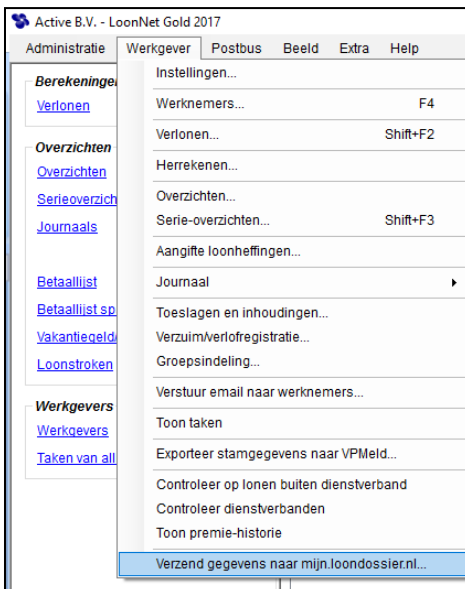 Active B.V. - LoonNet Gold 2017
Administratie Werkgever Postbus Beeld Extra Help
Berekeningen
Verlonen
Overzichten
Overzichten
Serieoverzich
Journaals
Betaallijst
Betaallijst sp
Vakantiegeld/
Loonstroken
Werkgevers
Werkgevers
Taken van all
Instellingen...
Werknemers... F4
Verlonen... Shift+F2
Herrekenen...
Overzichten...
Serie-overzichten... Shift+F3
Aangifte loonheffingen...
Journaal
Toeslagen en inhoudingen...
Verzuim/verlofregistratie...
Groepsindeling...
Verstuur email naar werknemers...
Toon taken
Exporteer stamgegevens naar VPMeld...
Controleer op lonen buiten dienstverband
Controleer dienstverbanden
Toon premie-historie
Verzend gegevens naar mijn.loondossier.nl...